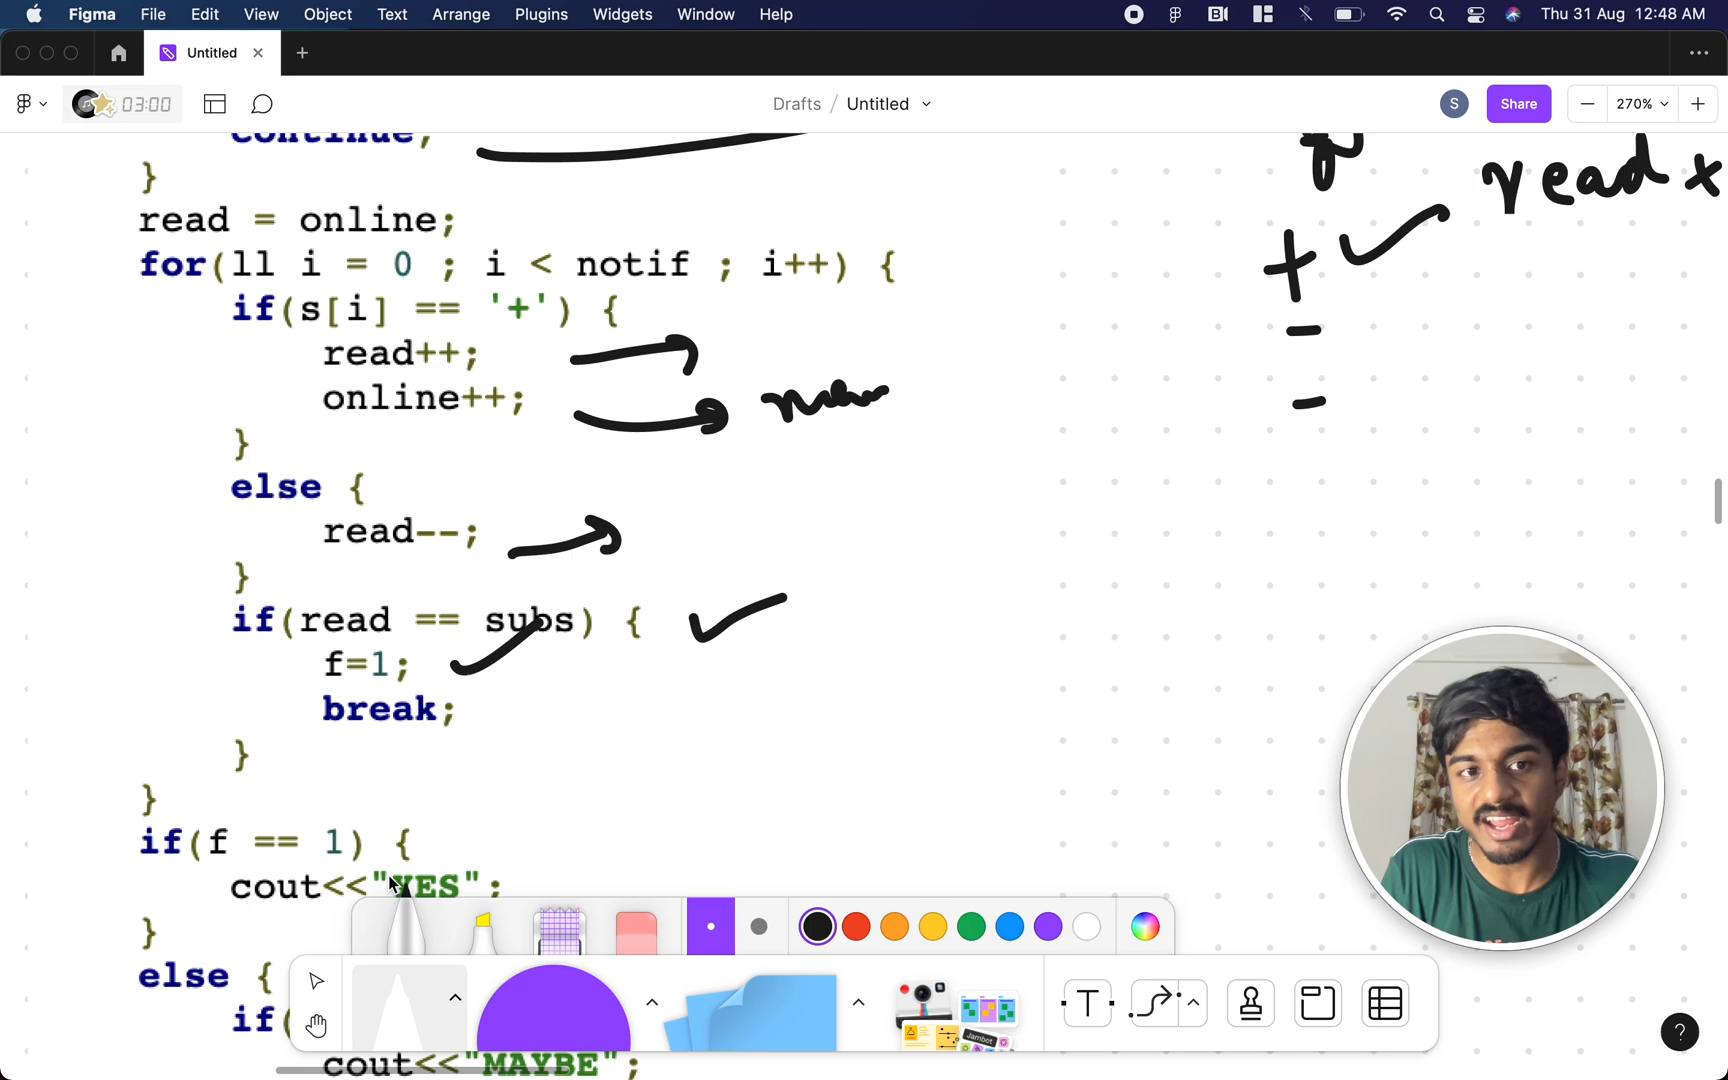 Figma File Edit View Object Text Arrange Plugins Widgets Window Help Thu 31 Aug 12:48 AM
Untitled
03:00 Drafts / Untitled S Share 270%
continue;
}
read = online;
for(ll i = 0 ; i < notif ; i++) {
if(s[i] == '+') {
read++;
online++;
}
else {
read--;
}
if(read == subs) {
f=1;
break;
}
}
if(f == 1) {
cout<<"YES";
}
else {
if(
cout<<"MAYBE";
read x
+
-
-
T
Jambot
?